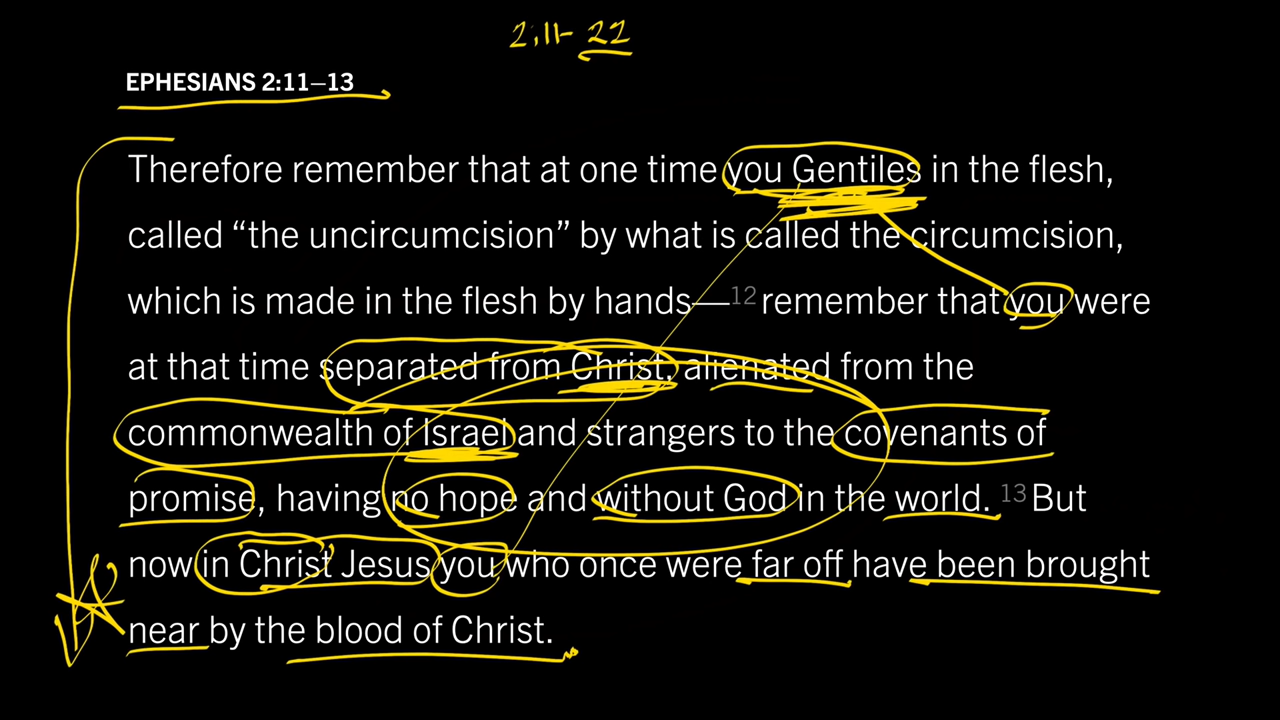 2:11- 22
EPHESIANS 2:11–13
Therefore remember that at one time you Gentiles in the flesh,
called “the uncircumcision” by what is called the circumcision,
which is made in the flesh by hands—12 remember that you were
at that time separated from Christ, alienated from the
commonwealth of Israel and strangers to the covenants of
promise, having no hope and without God in the world. 13 But
now in Christ Jesus you who once were far off have been brought
near by the blood of Christ.